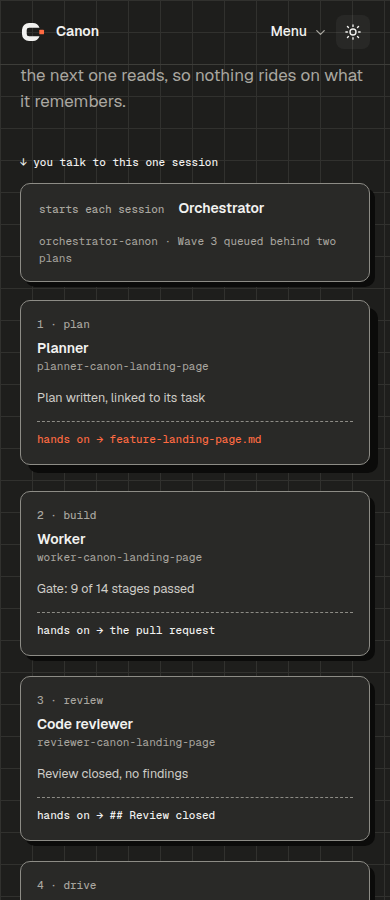 Canon
Menu
the next one reads, so nothing rides on what
it remembers.
↓ you talk to this one session
starts each session Orchestrator
orchestrator-canon · Wave 3 queued behind two
plans
1 · plan
Planner
planner-canon-landing-page
Plan written, linked to its task
hands on → feature-landing-page.md
2 · build
Worker
worker-canon-landing-page
Gate: 9 of 14 stages passed
hands on → the pull request
3 · review
Code reviewer
reviewer-canon-landing-page
Review closed, no findings
hands on → ## Review closed
4 · drive